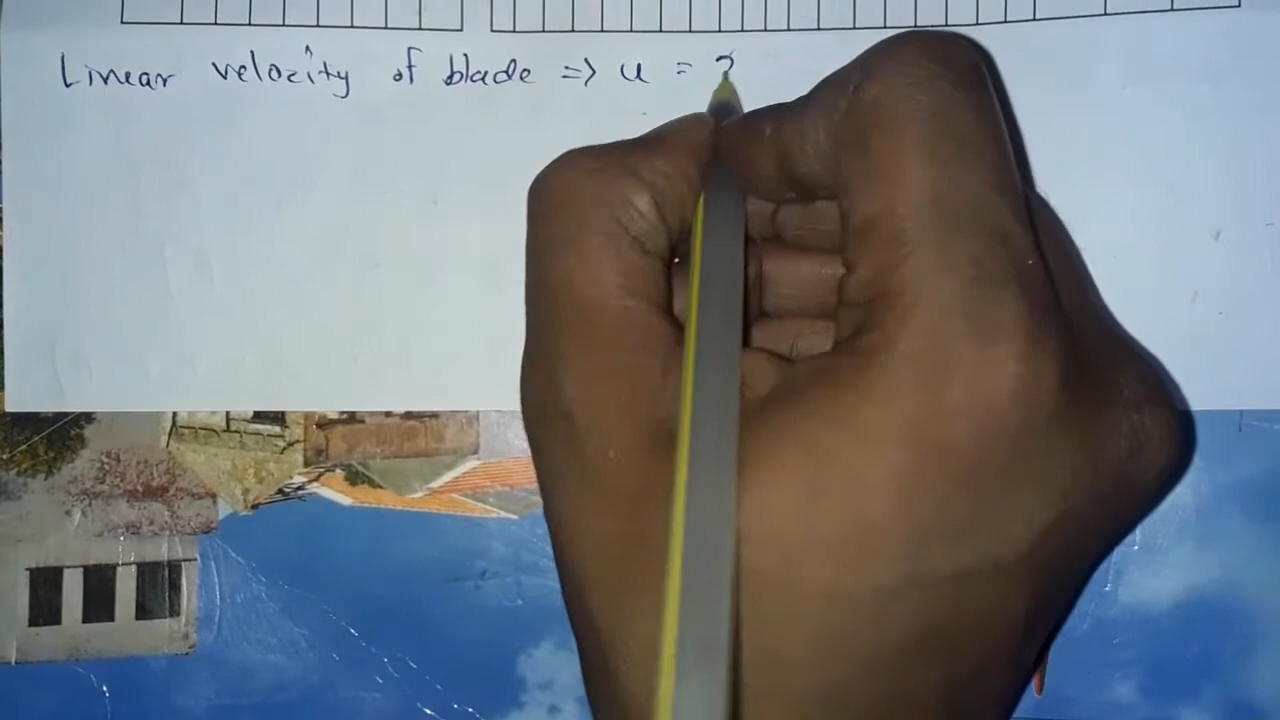 Linear velocity of blade => u =